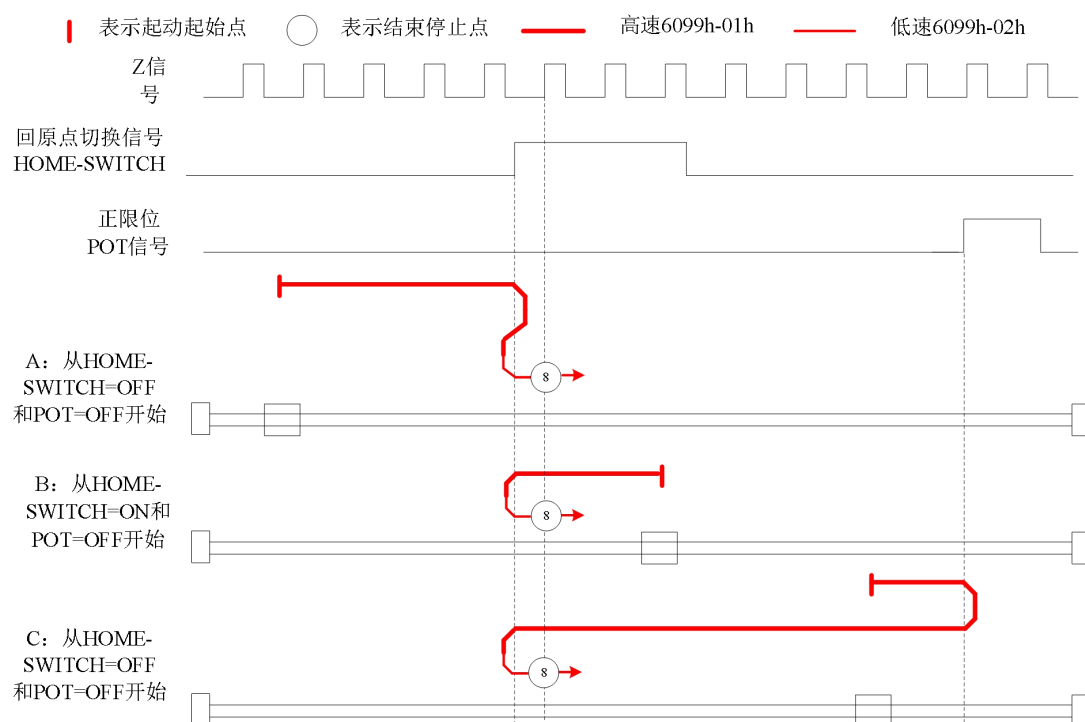 表示起动起始点 表示结束停止点 高速6099h-01h 低速6099h-02h
Z信
号
回原点切换信号
HOME-SWITCH
正限位
POT信号
A：从HOME-
SWITCH=OFF
和POT=OFF开始
8
B：从HOME-
SWITCH=ON和
POT=OFF开始
8
C：从HOME-
SWITCH=OFF
和POT=OFF开始
8